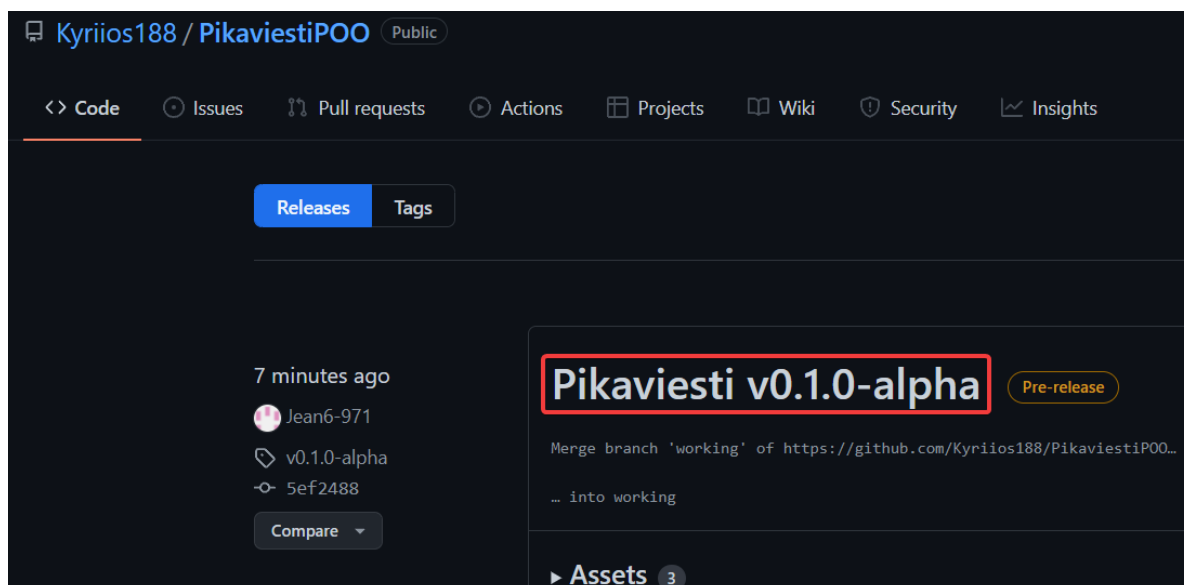 Kyriios188 / PikaviestiPOO Public
Code Issues Pull requests Actions Projects Wiki Security Insights
Releases Tags
7 minutes ago
Jean6-971
v0.1.0-alpha
5ef2488
Compare
Pikaviesti v0.1.0-alpha Pre-release
Merge branch 'working' of https://github.com/Kyriios188/PikaviestiPOO…
… into working
Assets 3